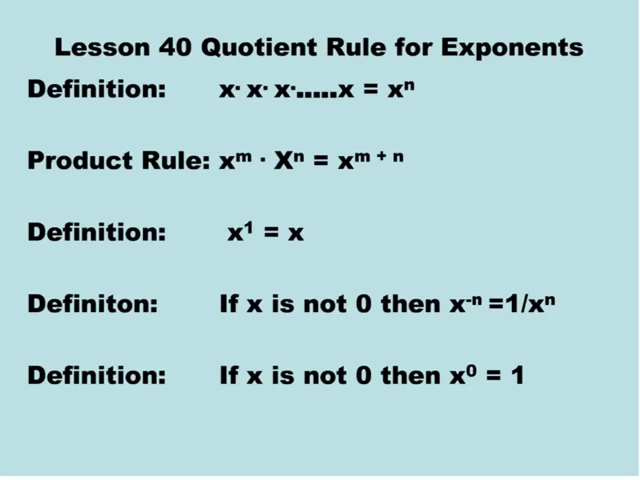 Lesson 40 Quotient Rule for Exponents
Definition: x· x· x·.....x = xⁿ
Product Rule: xᵐ · Xⁿ = xᵐ ⁺ ⁿ
Definition: x¹ = x
Definiton: If x is not 0 then x⁻ⁿ =1/xⁿ
Definition: If x is not 0 then x⁰ = 1